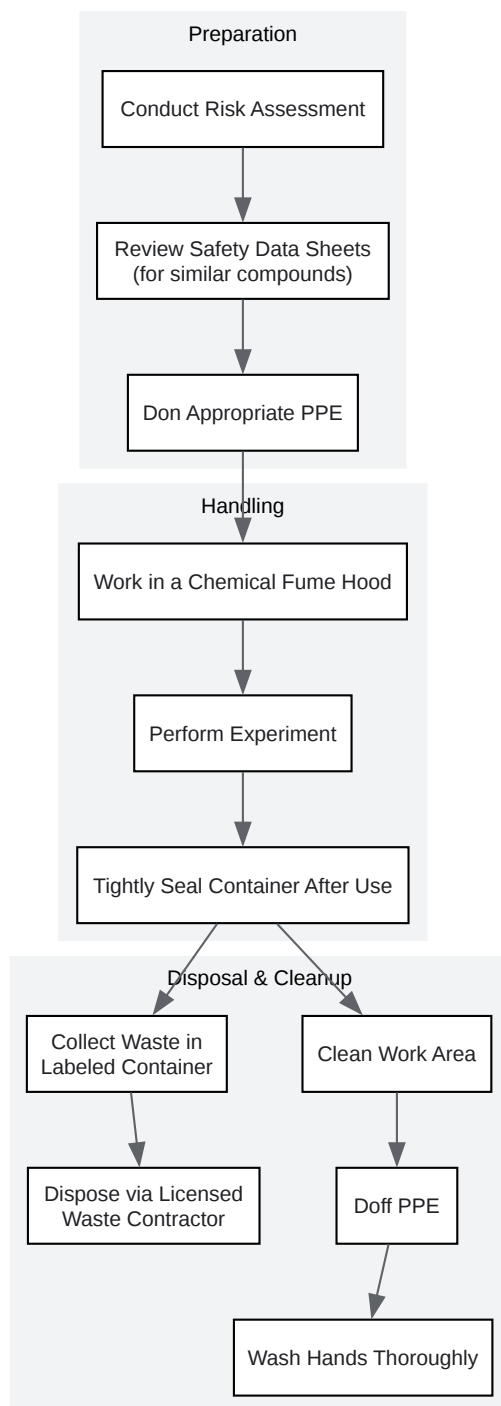 Preparation
Conduct Risk Assessment
Review Safety Data Sheets
(for similar compounds)
Don Appropriate PPE
Handling
Work in a Chemical Fume Hood
Perform Experiment
Tightly Seal Container After Use
Disposal & Cleanup
Collect Waste in
Labeled Container
Clean Work Area
Dispose via Licensed
Waste Contractor
Doff PPE
Wash Hands Thoroughly